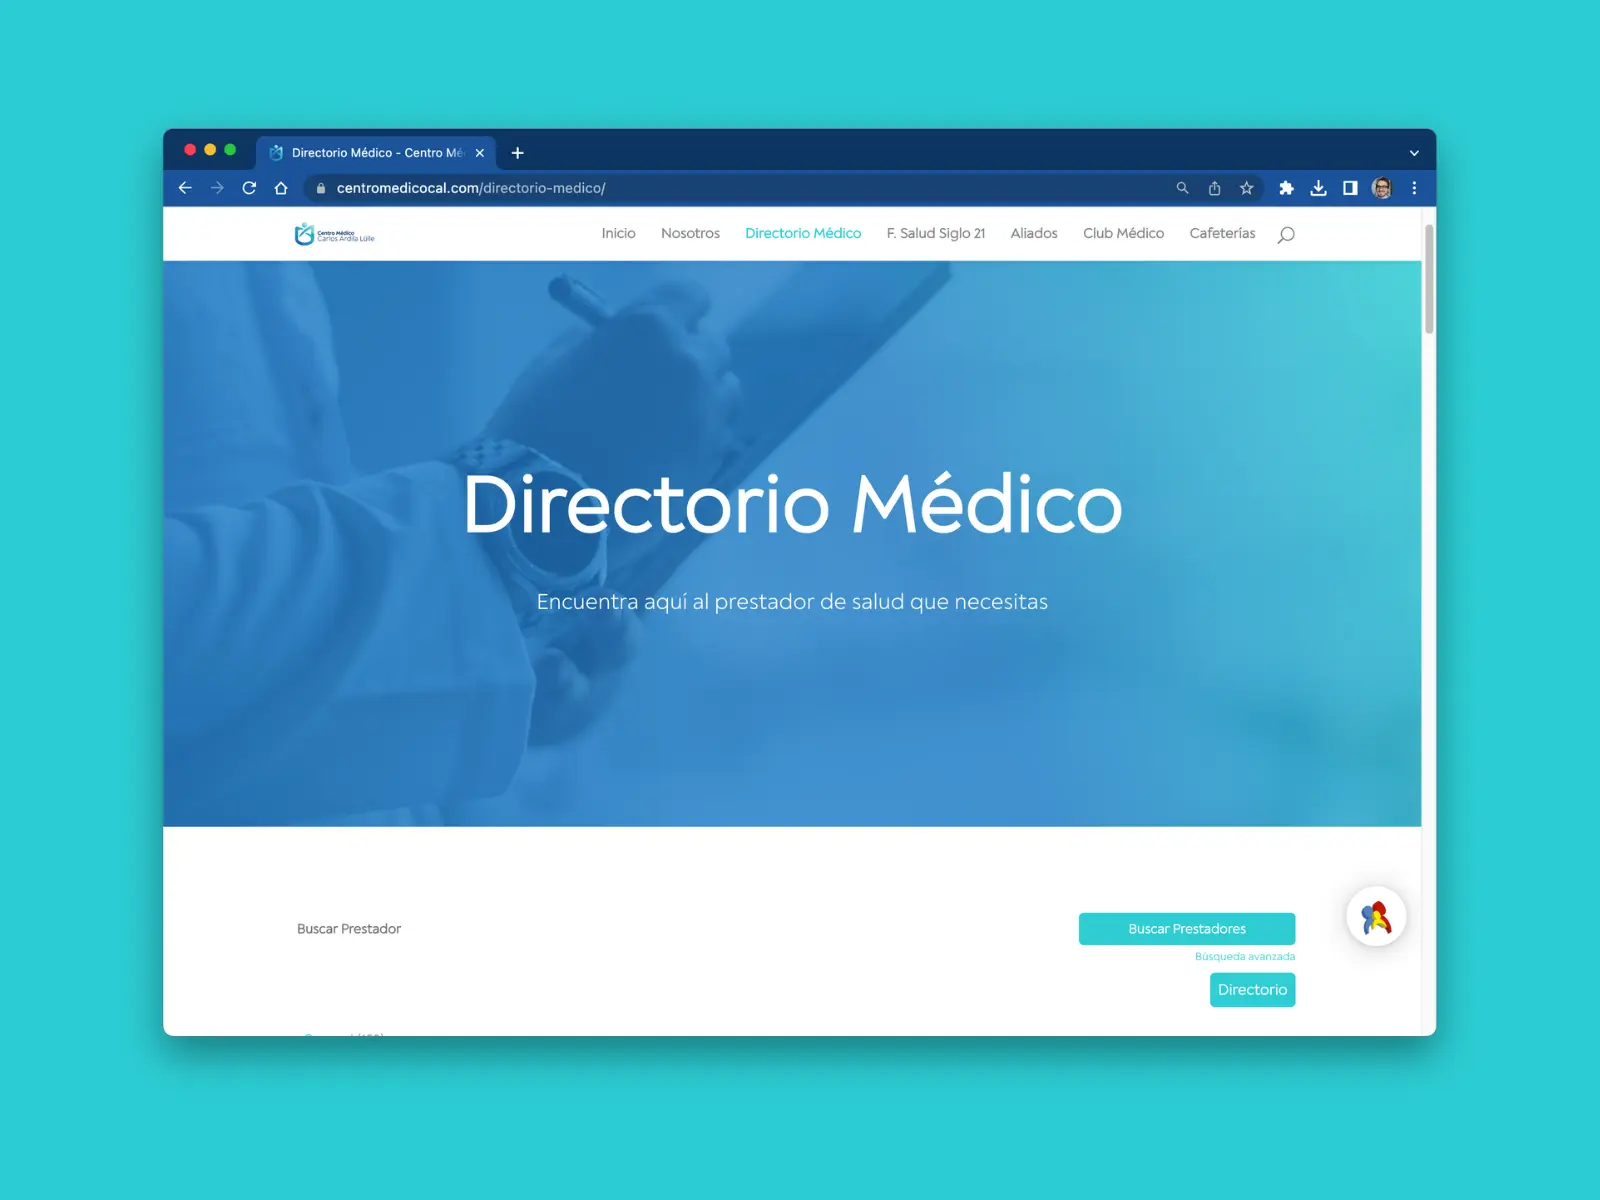 Directorio Médico - Centro Mé
centromedicocal.com/directorio-medico/
Centro Médico
Carlos Ardila Lülle
Inicio
Nosotros
Directorio Médico
F. Salud Siglo 21
Aliados
Club Médico
Cafeterías
Directorio Médico
Encuentra aquí al prestador de salud que necesitas
Buscar Prestador
Buscar Prestadores
Búsqueda avanzada
Directorio